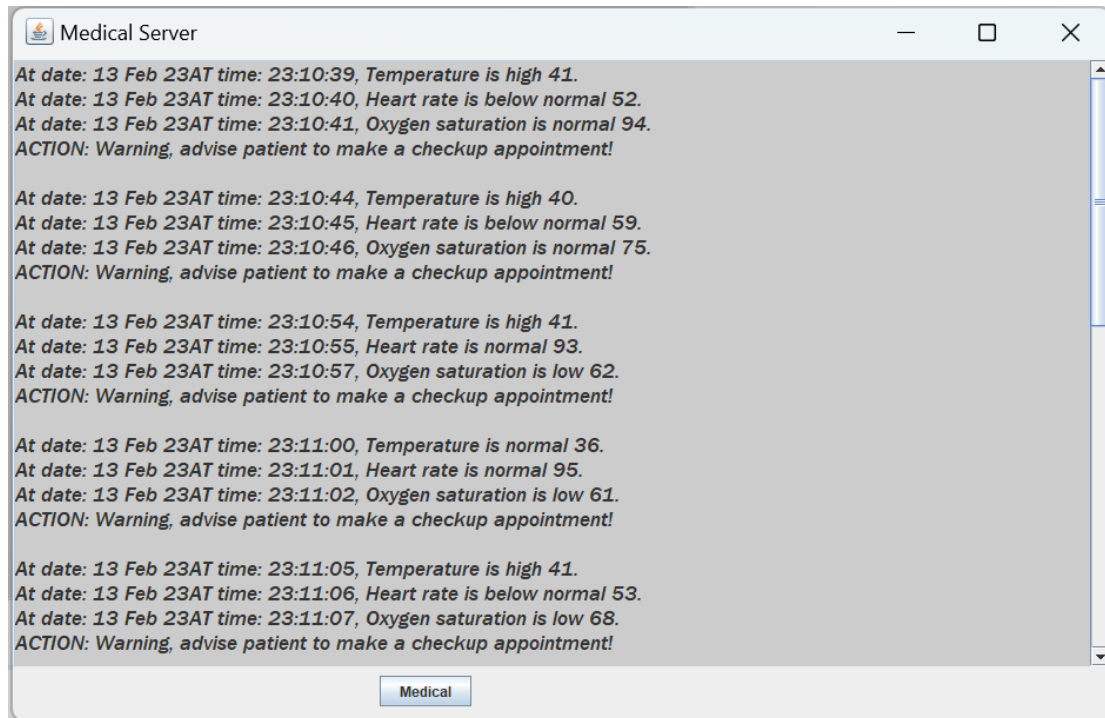 Medical Server
At date: 13 Feb 23AT time: 23:10:39, Temperature is high 41.
At date: 13 Feb 23AT time: 23:10:40, Heart rate is below normal 52.
At date: 13 Feb 23AT time: 23:10:41, Oxygen saturation is normal 94.
ACTION: Warning, advise patient to make a checkup appointment!
At date: 13 Feb 23AT time: 23:10:44, Temperature is high 40.
At date: 13 Feb 23AT time: 23:10:45, Heart rate is below normal 59.
At date: 13 Feb 23AT time: 23:10:46, Oxygen saturation is normal 75.
ACTION: Warning, advise patient to make a checkup appointment!
At date: 13 Feb 23AT time: 23:10:54, Temperature is high 41.
At date: 13 Feb 23AT time: 23:10:55, Heart rate is normal 93.
At date: 13 Feb 23AT time: 23:10:57, Oxygen saturation is low 62.
ACTION: Warning, advise patient to make a checkup appointment!
At date: 13 Feb 23AT time: 23:11:00, Temperature is normal 36.
At date: 13 Feb 23AT time: 23:11:01, Heart rate is normal 95.
At date: 13 Feb 23AT time: 23:11:02, Oxygen saturation is low 61.
ACTION: Warning, advise patient to make a checkup appointment!
At date: 13 Feb 23AT time: 23:11:05, Temperature is high 41.
At date: 13 Feb 23AT time: 23:11:06, Heart rate is below normal 53.
At date: 13 Feb 23AT time: 23:11:07, Oxygen saturation is low 68.
ACTION: Warning, advise patient to make a checkup appointment!
Medical